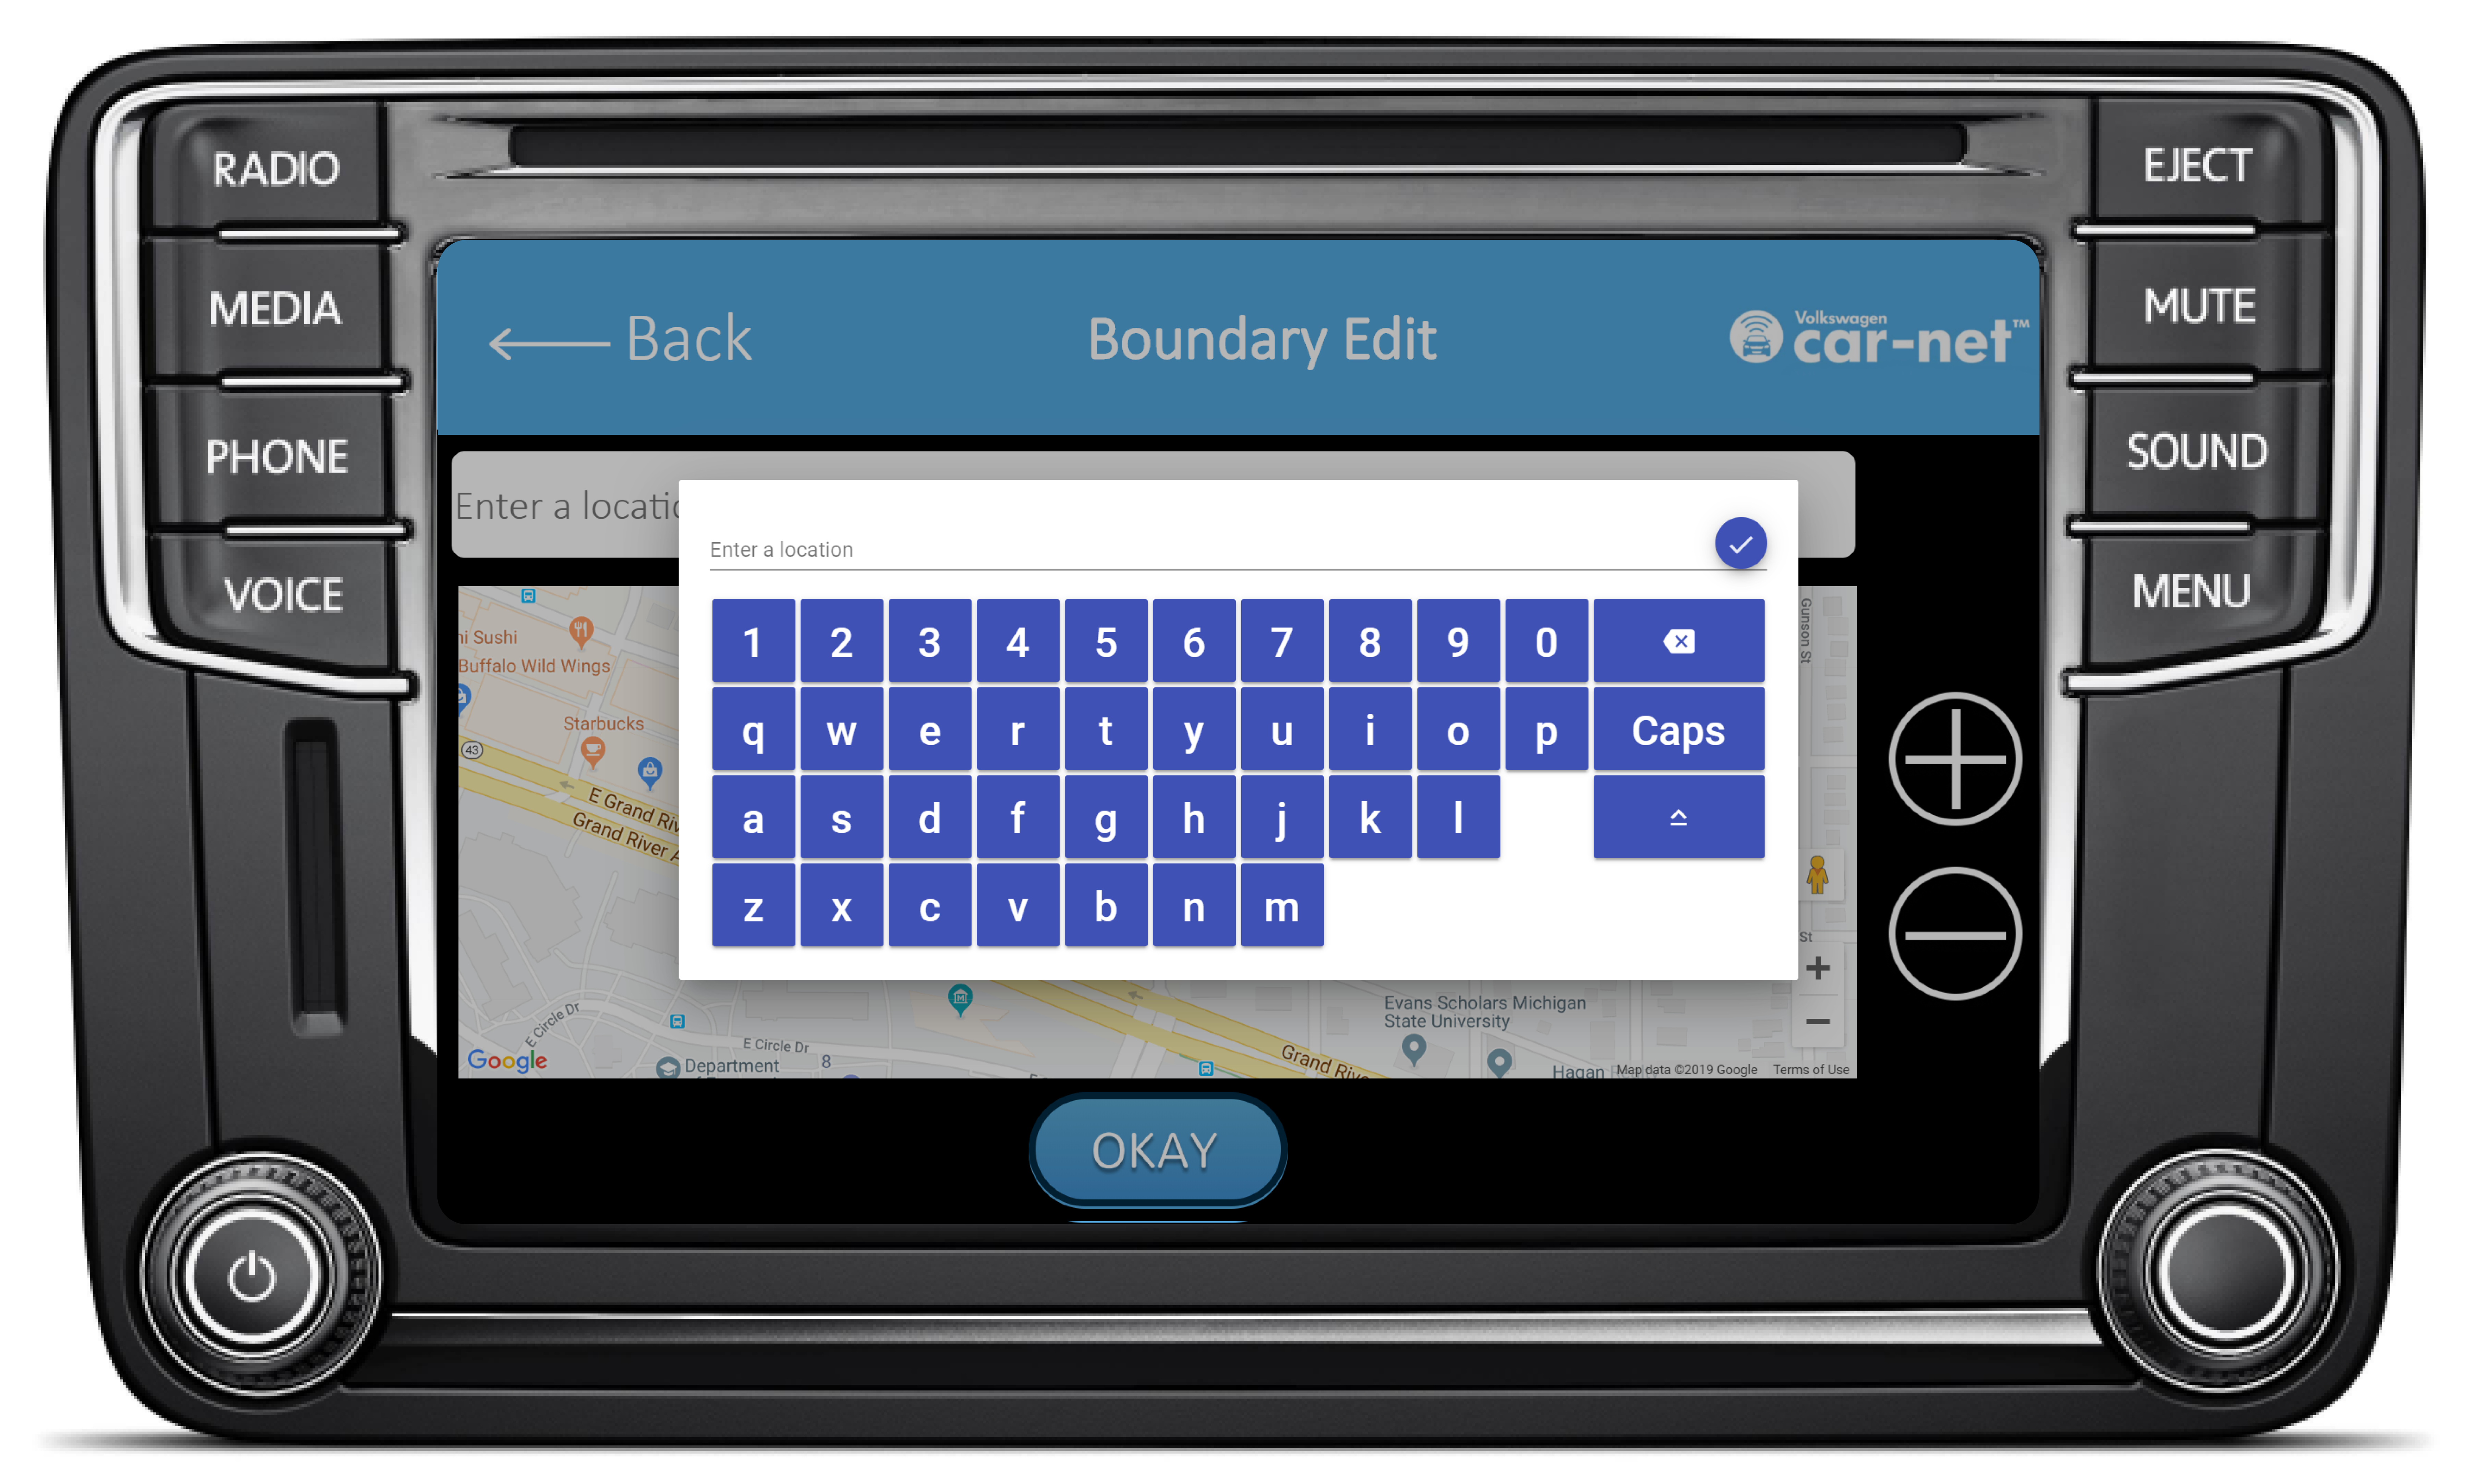 RADIO
MEDIA
PHONE
VOICE
EJECT
MUTE
SOUND
MENU
Back
Boundary Edit
Volkswagen
car-net™
Enter a
Enter a location
1 2 3 4 5 6 7 8 9 0
q w e r t y u i o p Caps
a s d f g h j k l
z x c v b n m
Sushi
Buffalo Wild Wings
Starbucks
43
E Grand
Grand River
Gunson St
St
E Circle Dr
E Circle Dr
Department
8
Evans Scholars Michigan
State University
Grand
Hagan
Google
Map data ©2019 Google
Terms of Use
OKAY